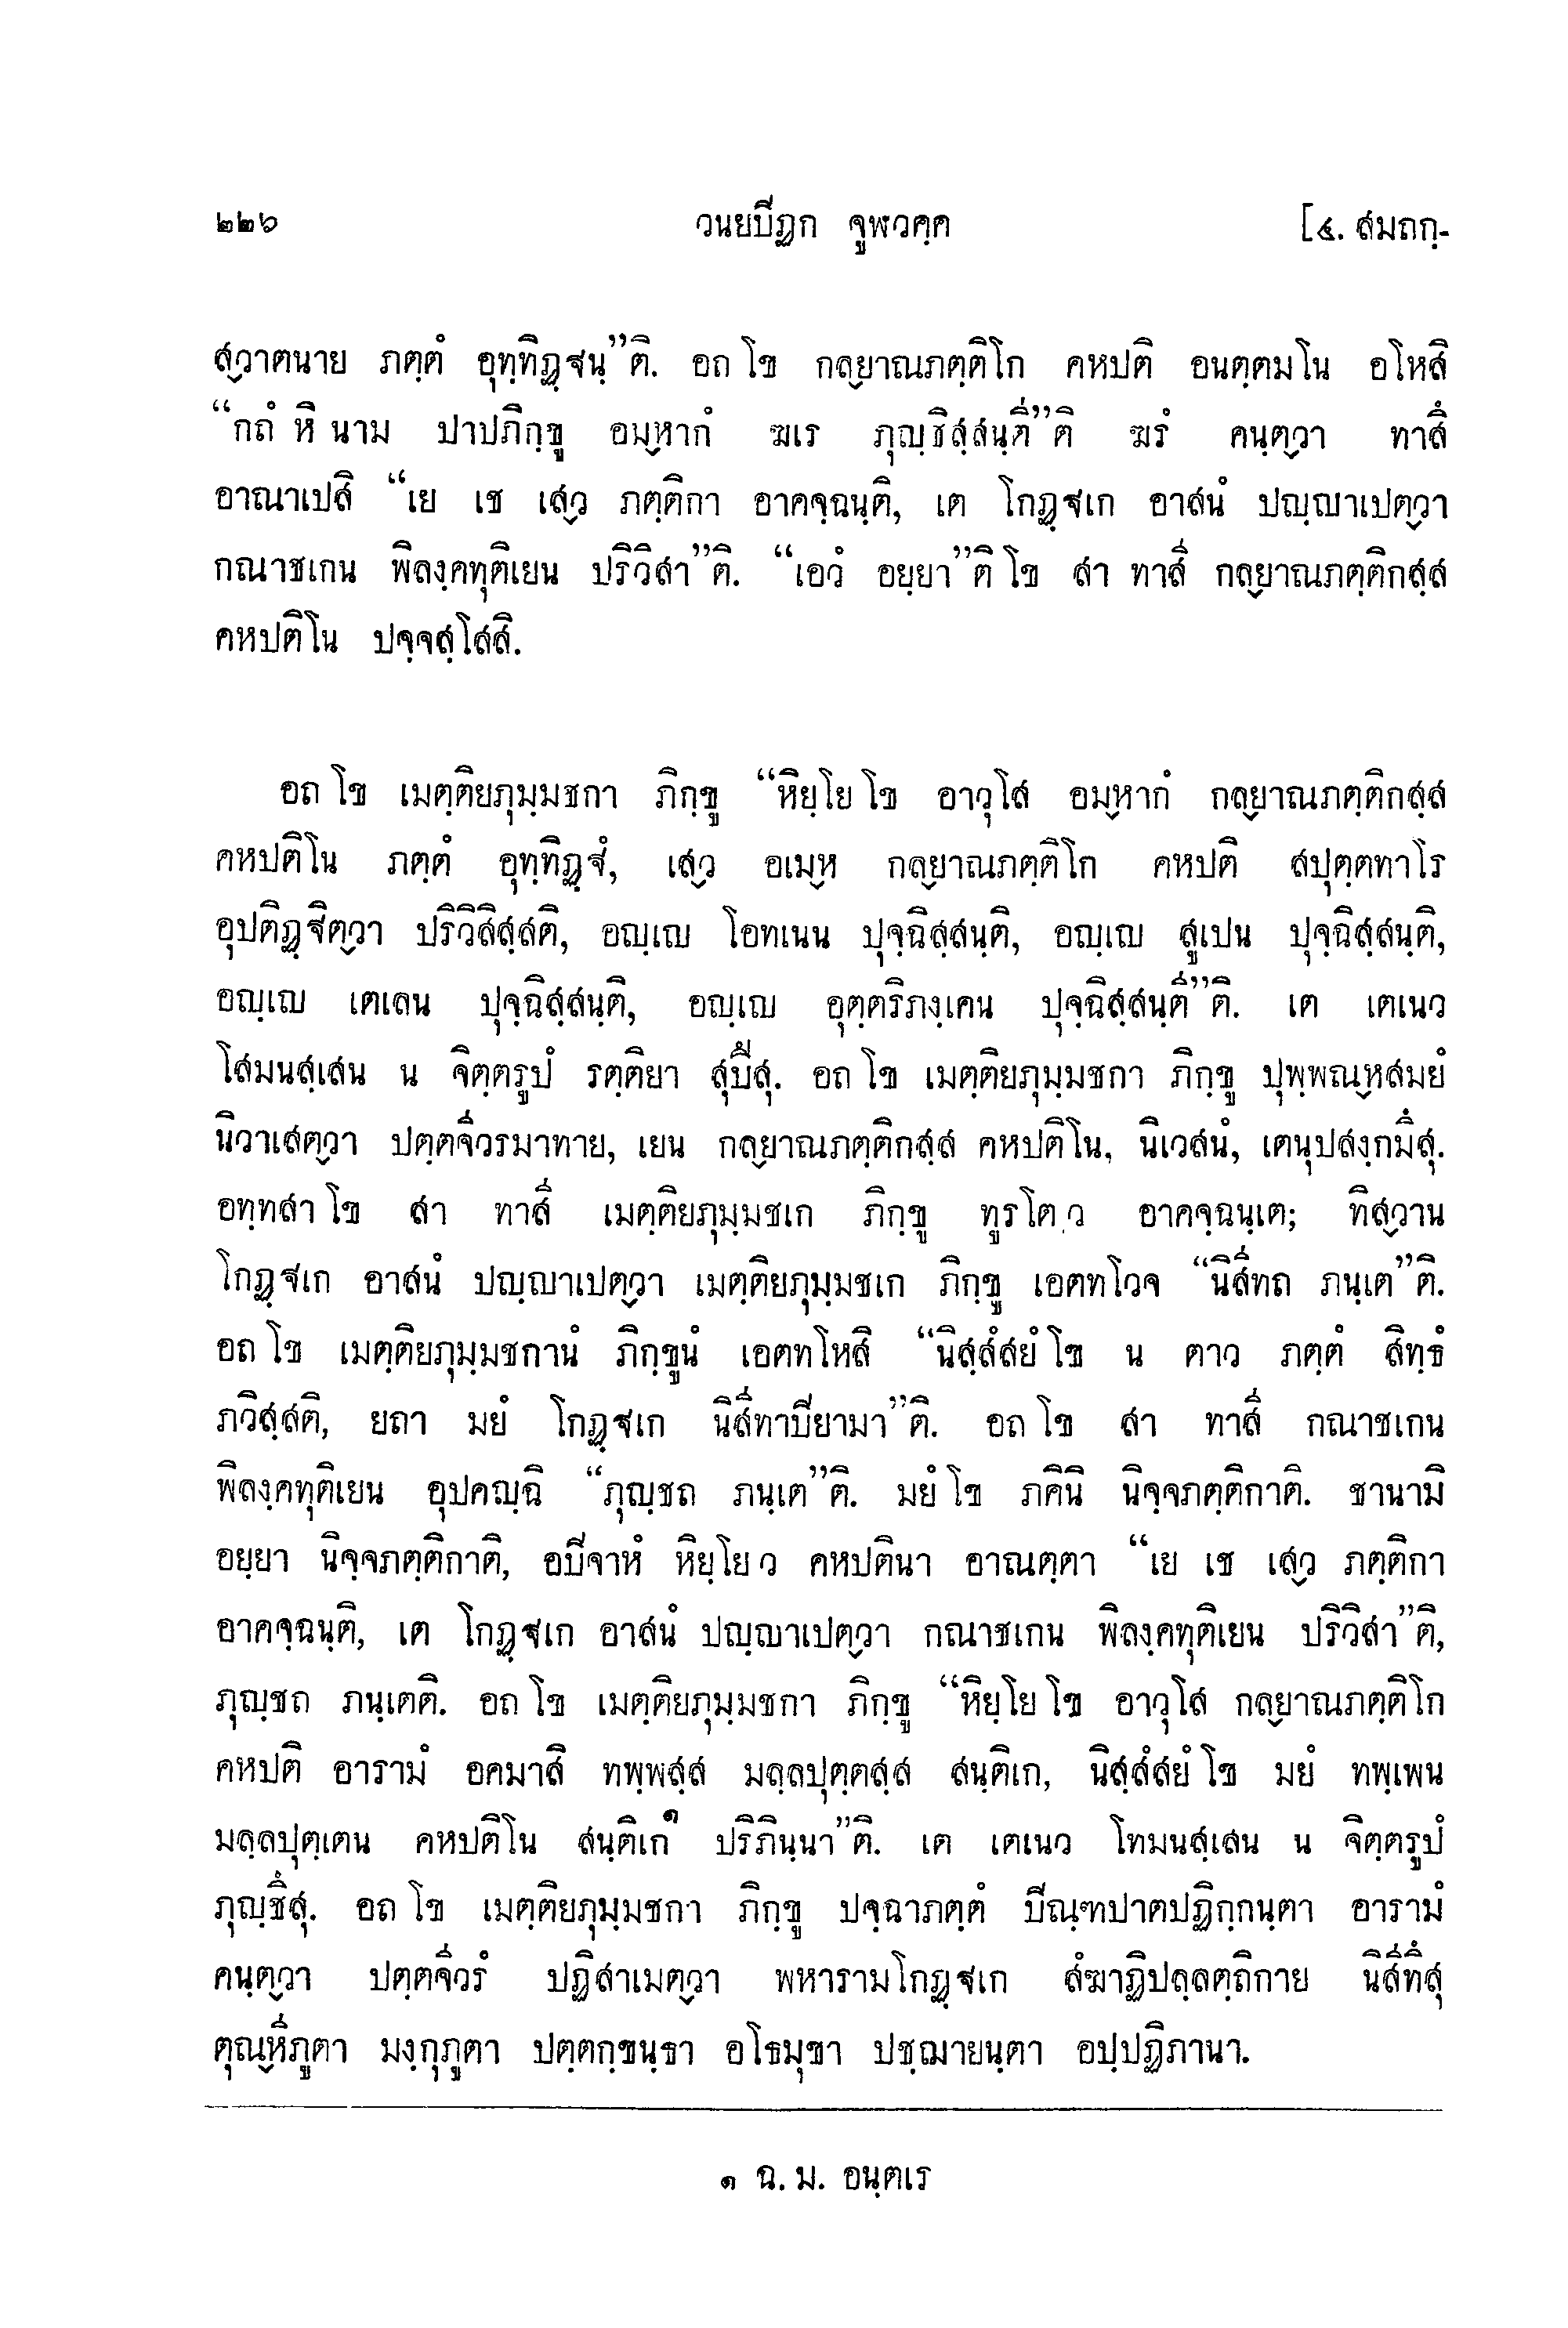 ๒๒๖ วนยปิฏก จูฬวคฺค [๔. สมถกฺ-
สฺวาตนาย ภตฺตํ อุทฺทิฏฺฐนฺ”ติ. อถ โข กลฺยาณภตฺติโก คหปติ อนตฺตมโน อโหสิ
“กถํ หิ นาม ปาปภิกฺขู อมฺหากํ ฆเร ภุญฺชิสฺสนฺตี”ติ ฆรํ คนฺตฺวา ทาสึ
อาณาเปสิ “เย เช เสฺว ภตฺติกา อาคจฺฉนฺติ, เต โกฏฺฐเก อาสนํ ปญฺญาเปตฺวา
กณาชเกน พิลงฺคทุติเยน ปริวิสา”ติ. “เอวํ อยฺยา”ติ โข สา ทาสี กลฺยาณภตฺติกสฺส
คหปติโน ปจฺจสฺโสสิ.
อถ โข เมตฺติยภุมฺมชกา ภิกฺขู “หิยฺโย โข อาวุโส อมฺหากํ กลฺยาณภตฺติกสฺส
คหปติโน ภตฺตํ อุทฺทิฏฺฐํ, เสฺว อเมฺห กลฺยาณภตฺติโก คหปติ สปุตฺตทาโร
อุปติฏฺฐิตฺวา ปริวิสิสฺสติ, อญฺเญ โอทเนน ปุจฺฉิสฺสนฺติ, อญฺเญ สูเปน ปุจฺฉิสฺสนฺติ,
อญฺเญ เตเลน ปุจฺฉิสฺสนฺติ, อญฺเญ อุตฺตริภงฺเคน ปุจฺฉิสฺสนฺตี”ติ. เต เตเนว
โสมนสฺเสน น จิตฺตรูปํ รตฺติยา สุปึสุ. อถ โข เมตฺติยภุมฺมชกา ภิกฺขู ปุพฺพณฺหสมยํ
นิวาเสตฺวา ปตฺตจีวรมาทาย, เยน กลฺยาณภตฺติกสฺส คหปติโน, นิเวสนํ, เตนุปสงฺกมึสุ.
อทฺทสา โข สา ทาสี เมตฺติยภุมฺมชเก ภิกฺขู ทูรโต ว อาคจฺฉนฺเต; ทิสฺวาน
โกฏฺฐเก อาสนํ ปญฺญาเปตฺวา เมตฺติยภุมฺมชเก ภิกฺขู เอตทโวจ “นิสีทถ ภนฺเต”ติ.
อถ โข เมตฺติยภุมฺมชกานํ ภิกฺขูนํ เอตทโหสิ “นิสฺสํสยํ โข น ตาว ภตฺตํ สิทฺธํ
ภวิสฺสติ, ยถา มยํ โกฏฺฐเก นิสีทาปิยามา”ติ. อถ โข สา ทาสี กณาชเกน
พิลงฺคทุติเยน อุปคญฺฉิ “ภุญฺชถ ภนฺเต”ติ. มยํ โข ภคินิ นิจฺจภตฺติกาติ. ชานามิ
อยฺยา นิจฺจภตฺติกาติ, อปิจาหํ หิยฺโย ว คหปตินา อาณตฺตา “เย เช เสฺว ภตฺติกา
อาคจฺฉนฺติ, เต โกฏฺฐเก อาสนํ ปญฺญาเปตฺวา กณาชเกน พิลงฺคทุติเยน ปริวิสา”ติ,
ภุญฺชถ ภนฺเตติ. อถ โข เมตฺติยภุมฺมชกา ภิกฺขู “หิยฺโย โข อาวุโส กลฺยาณภตฺติโก
คหปติ อารามํ อคมาสิ ทพฺพสฺส มลฺลปุตฺตสฺส สนฺติเก, นิสฺสํสยํ โข มยํ ทพฺเพน
มลฺลปุตฺเตน คหปติโน สนฺติเก๑ ปริภินฺนา”ติ. เต เตเนว โทมนสฺเสน น จิตฺตรูปํ
ภุญฺชึสุ. อถ โข เมตฺติยภุมฺมชกา ภิกฺขู ปจฺฉาภตฺตํ ปิณฺฑปาตปฏิกฺกนฺตา อารามํ
คนฺตฺวา ปตฺตจีวรํ ปฏิสาเมตฺวา พหารามโกฏฺฐเก สํฆาฏิปลฺลตฺถิกาย นิสีทึสุ
ตุณฺหีภูตา มงฺกุภูตา ปตฺตกฺขนฺธา อโธมุขา ปชฺฌายนฺตา อปฺปฏิภานา.
๑ ฉ. ม. อนฺตเร